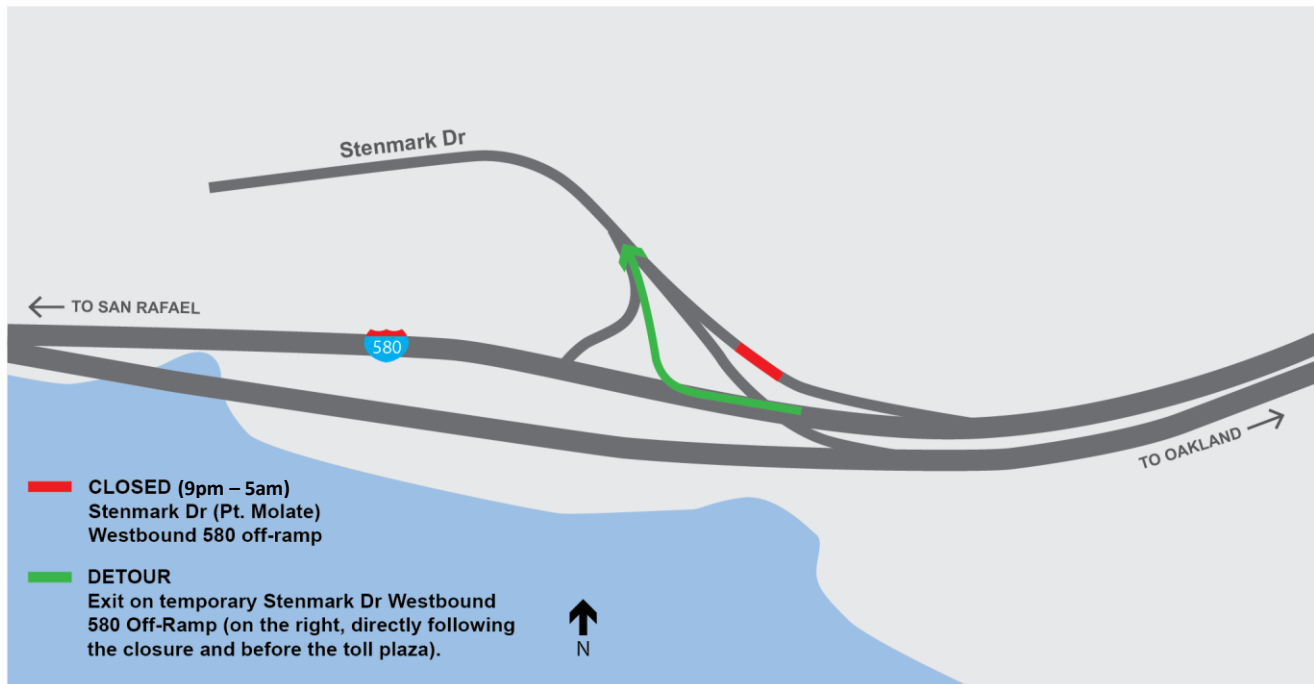 Stenmark Dr
TO SAN RAFAEL
580
TO OAKLAND
CLOSED (9pm – 5am)
Stenmark Dr (Pt. Molate)
Westbound 580 off-ramp
DETOUR
Exit on temporary Stenmark Dr Westbound
580 Off-Ramp (on the right, directly following
the closure and before the toll plaza).
N